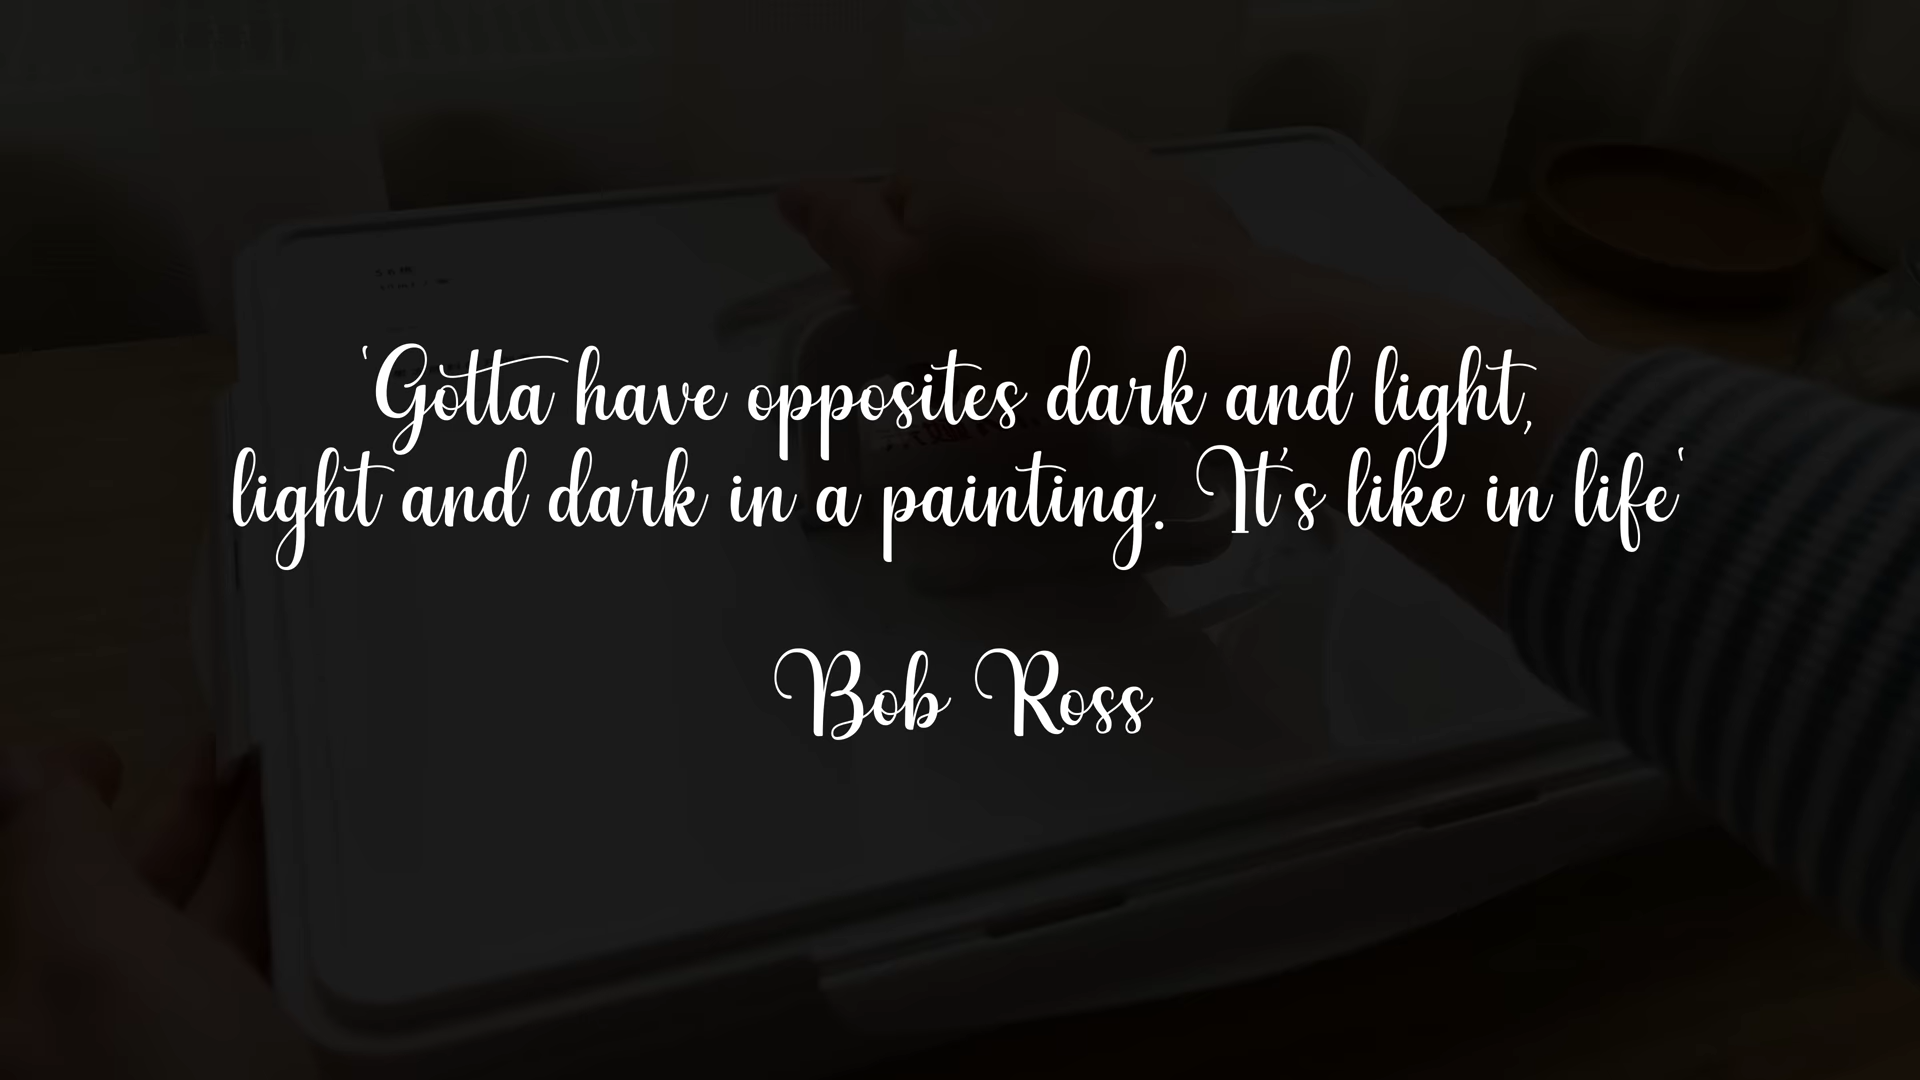 ‘Gotta have opposites dark and light,
light and dark in a painting. It's like in life‘
Bob Ross